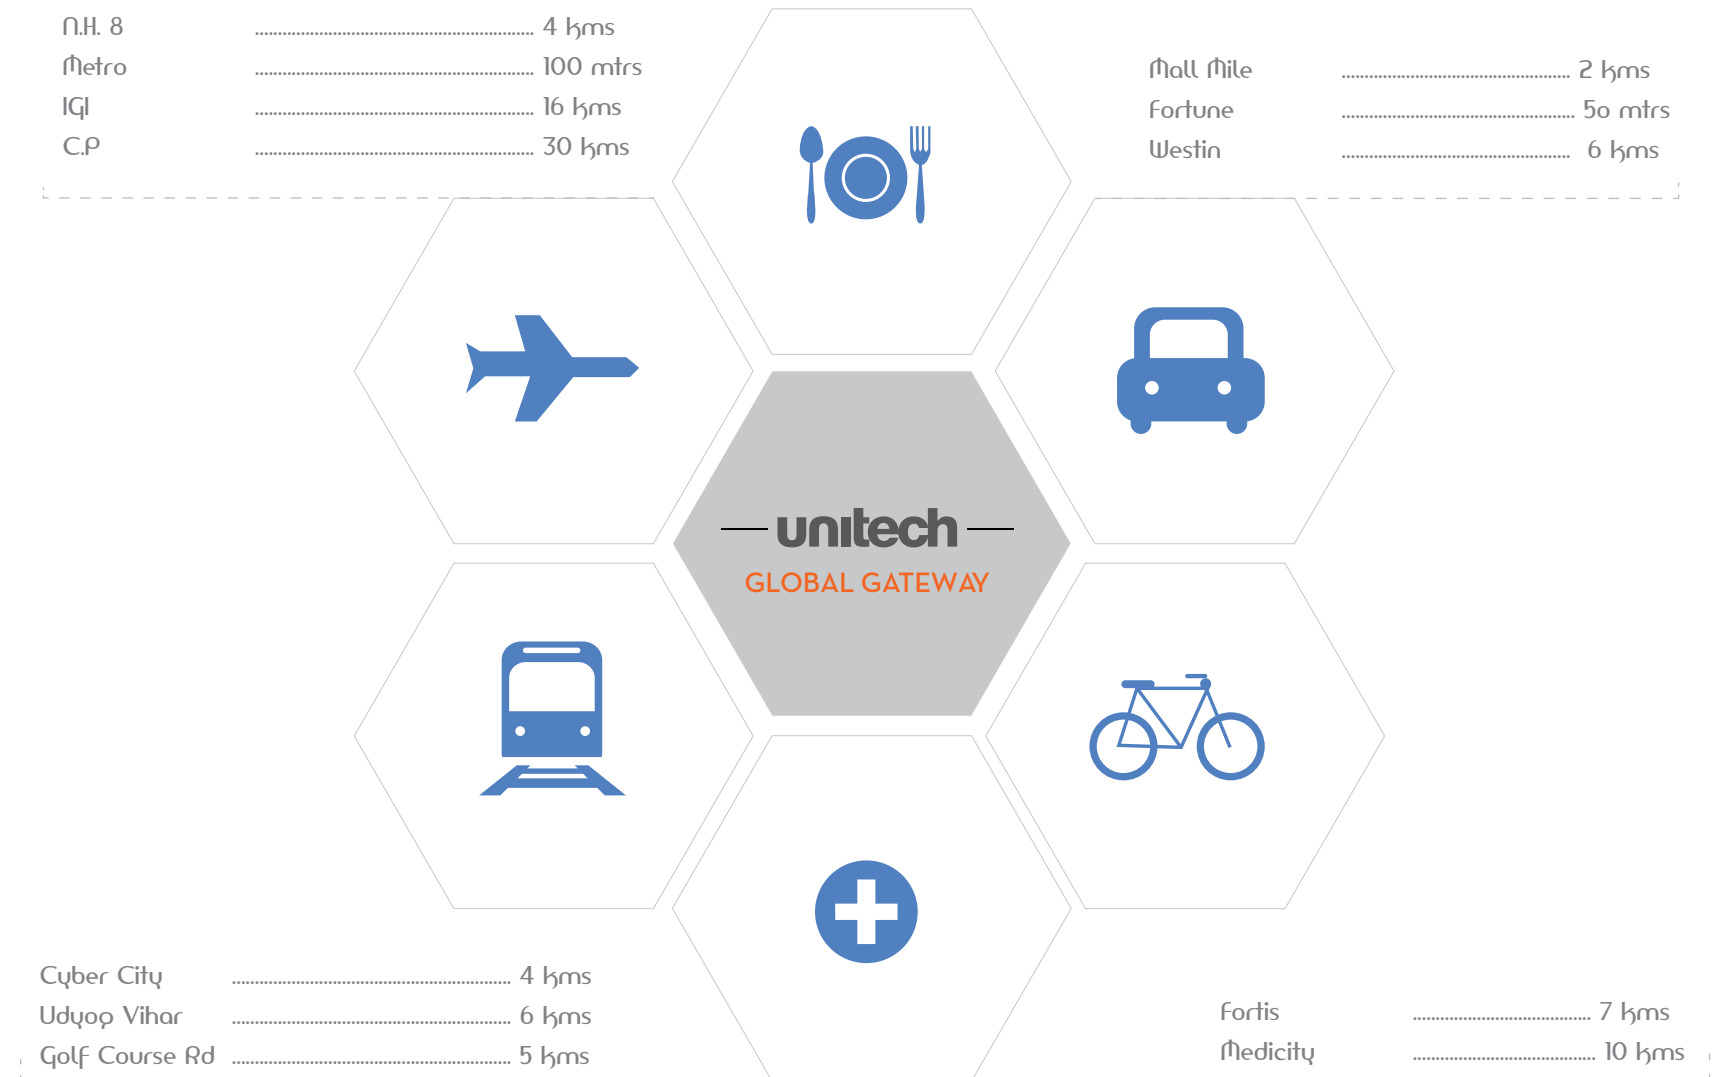 N.H. 8 ........ 4 kms
Metro ........ 100 mtrs
IGI ........ 16 kms
C.P ........ 30 kms
Mall Mile ........ 2 kms
Fortune ........ 50 mtrs
Westin ........ 6 kms
unitech
GLOBAL GATEWAY
Cyber City ........ 4 kms
Udyog Vihar ........ 6 kms
Golf Course Rd ........ 5 kms
Fortis ........ 7 kms
Medicity ........ 10 kms